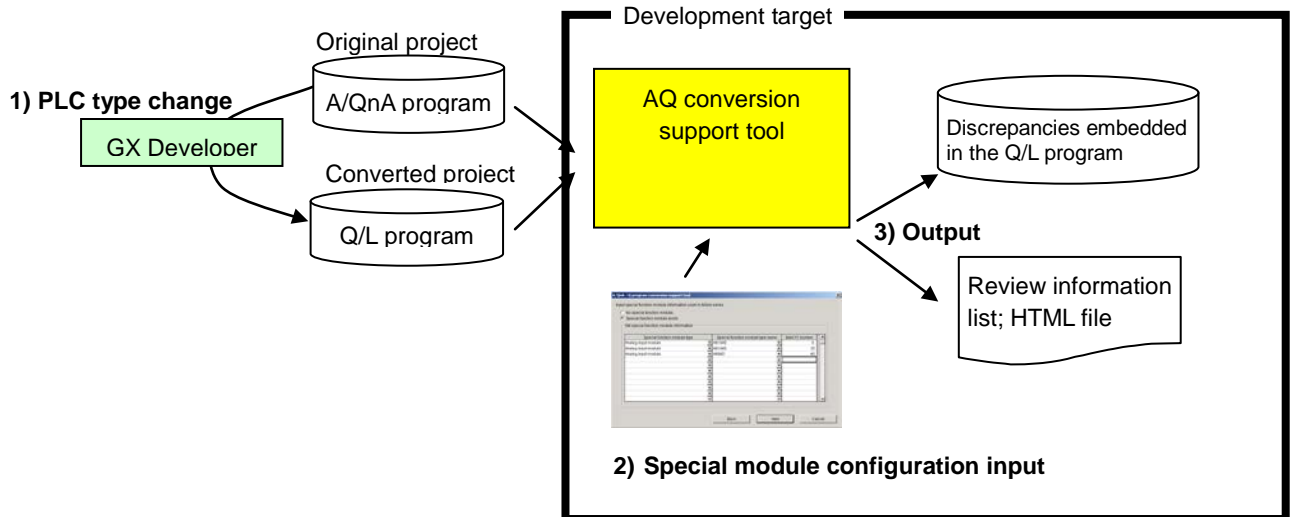 Development target
Original project
1) PLC type change
A/QnA program
GX Developer
Converted project
Q/L program
AQ conversion
support tool
Discrepancies embedded
in the Q/L program
3) Output
Review information
list; HTML file
2) Special module configuration input